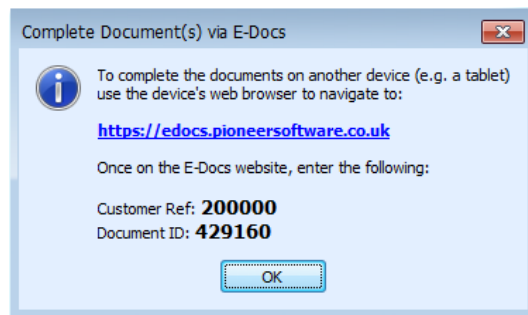 Complete Document(s) via E-Docs
To complete the documents on another device (e.g. a tablet)
use the device's web browser to navigate to:
https://edocs.pioneersoftware.co.uk
Once on the E-Docs website, enter the following:
Customer Ref: 200000
Document ID: 429160
OK